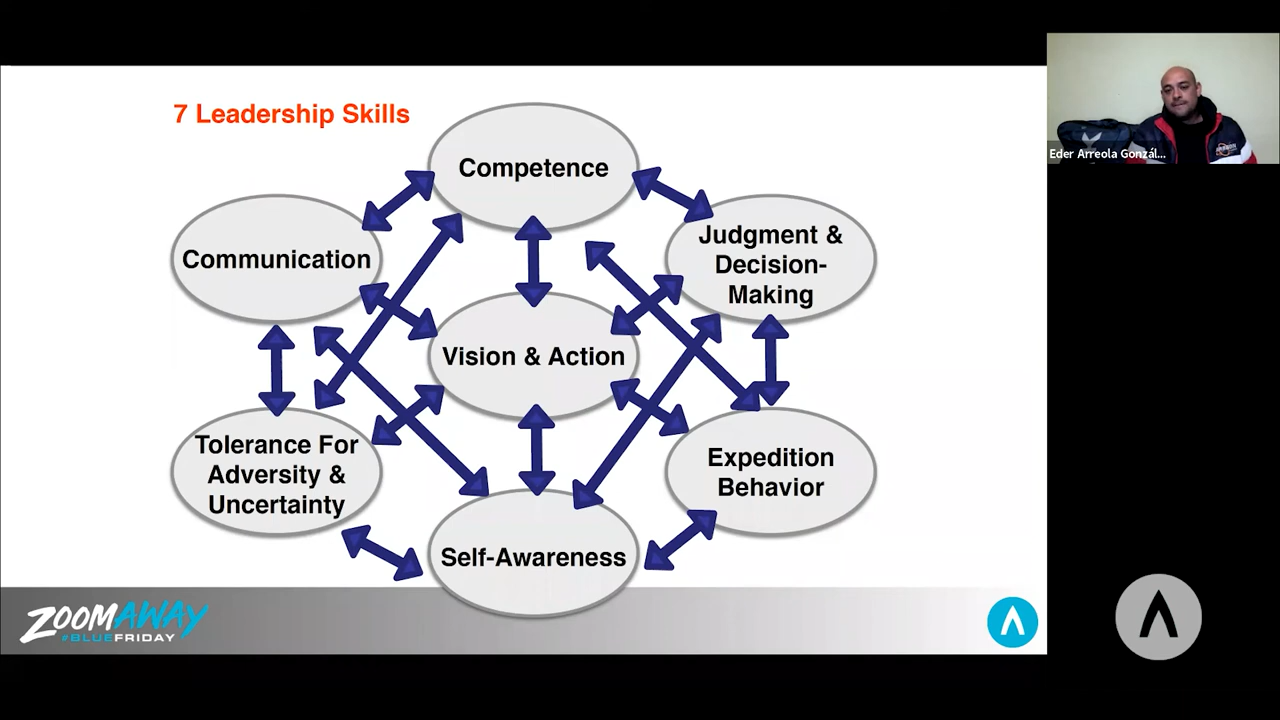 7 Leadership Skills
Competence
Communication
Judgment &
Decision-
Making
Vision & Action
Tolerance For
Adversity &
Uncertainty
Expedition
Behavior
Self-Awareness
ZOOMAWAY
#BLUEFRIDAY
Eder Arreola Gonzál...